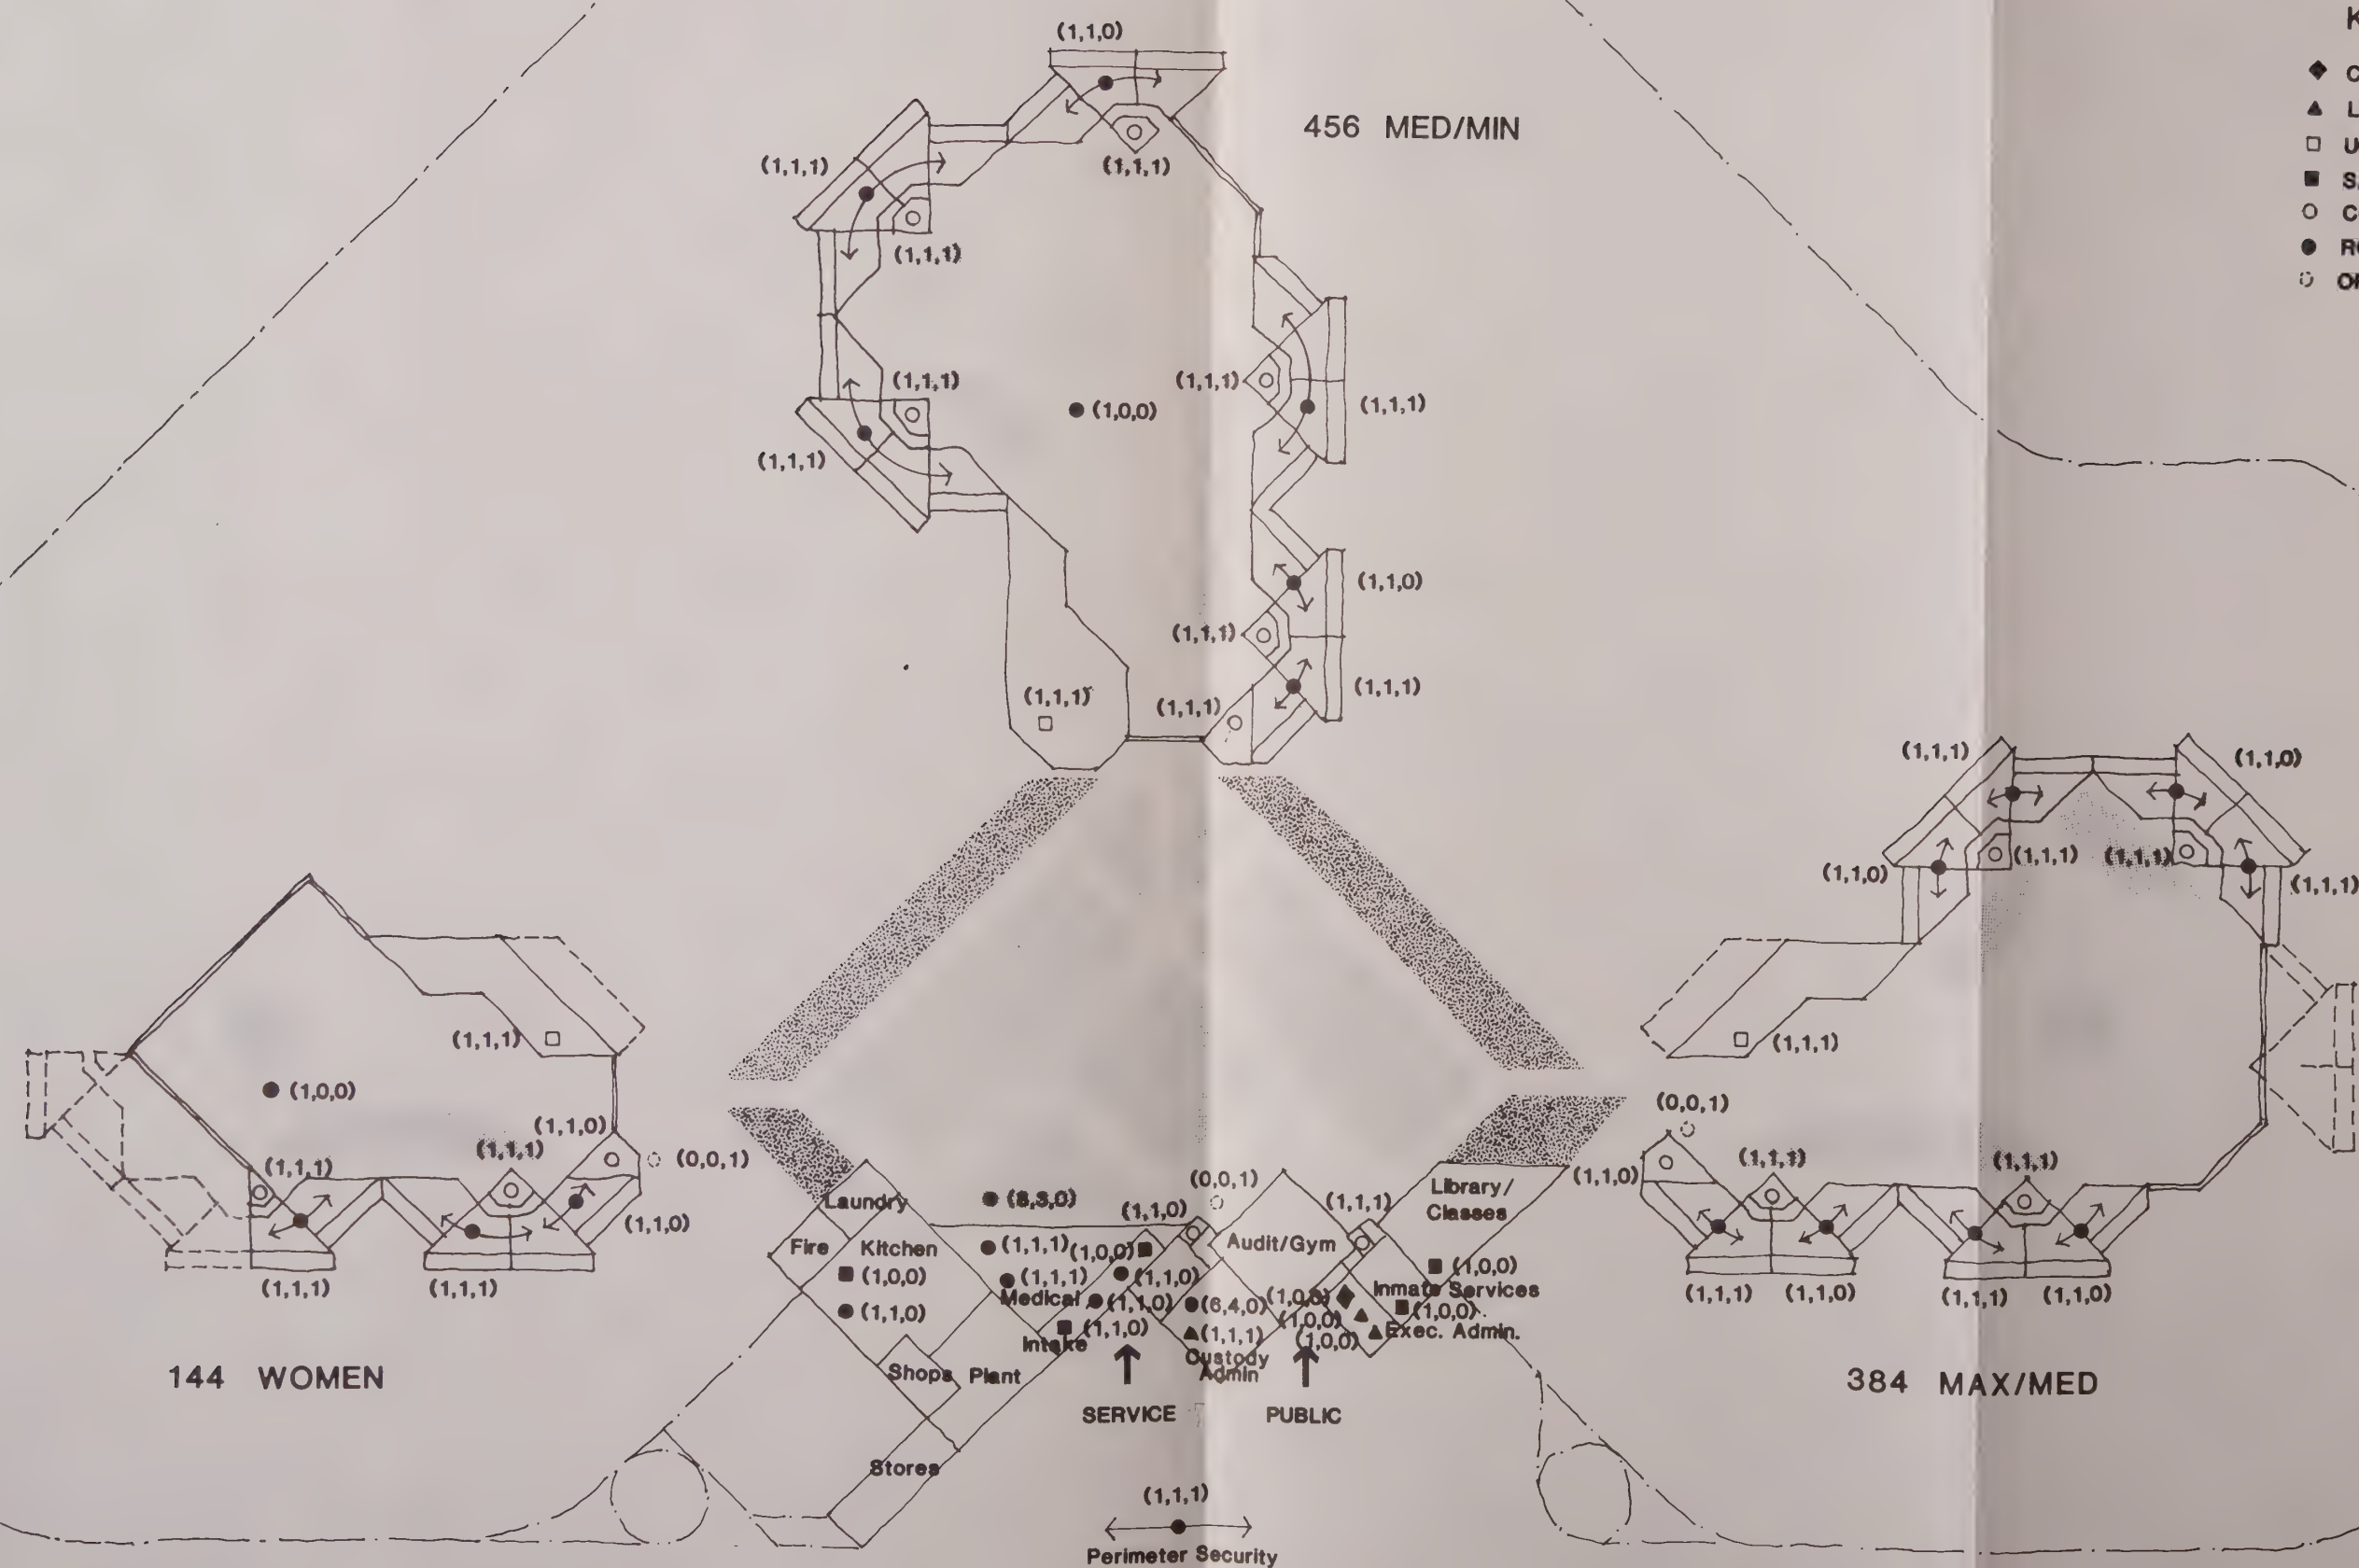 (1,1,0)
456 MED/MIN
(1,1,1)
(1,1,1)
(1,1,1)
(1,1,1)
(1,0,0)
(1,1,1)
(1,1,1)
(1,1,1)
(1,1,0)
(1,1,1)
(1,1,1)
(1,1,1)
(1,1,1)
(1,1,1)
(1,1,0)
(1,1,0)
(1,1,1)
(1,1,1)
(1,1,1)
(1,1,1)
(1,1,1)
(1,0,0)
(1,1,0)
(1,1,1)
(1,1,1)
(0,0,1)
(1,1,0)
(1,1,1)
(1,1,1)
144 WOMEN
(0,0,1)
(1,1,0)
(1,1,1)
(1,1,1)
(1,1,1)
(1,1,0)
(1,1,1)
(1,1,0)
384 MAX/MED
Laundry
Fire
Kitchen
(1,0,0)
(1,1,0)
Shops
Plant
Stores
(1,1,1)
(1,0,0)
(1,1,1)
(1,1,0)
Medical
(1,1,0)
(1,1,0)
Intake
(1,1,0)
(0,0,1)
Audit/Gym
(1,1,1)
(6,4,0)
(1,1,1)
Custody
Admin
Library/
Classes
(1,0,0)
Inmate Services
(1,0,0)
(1,0,0)
(1,0,0)
Exec. Admin.
SERVICE
PUBLIC
(1,1,1)
Perimeter Security